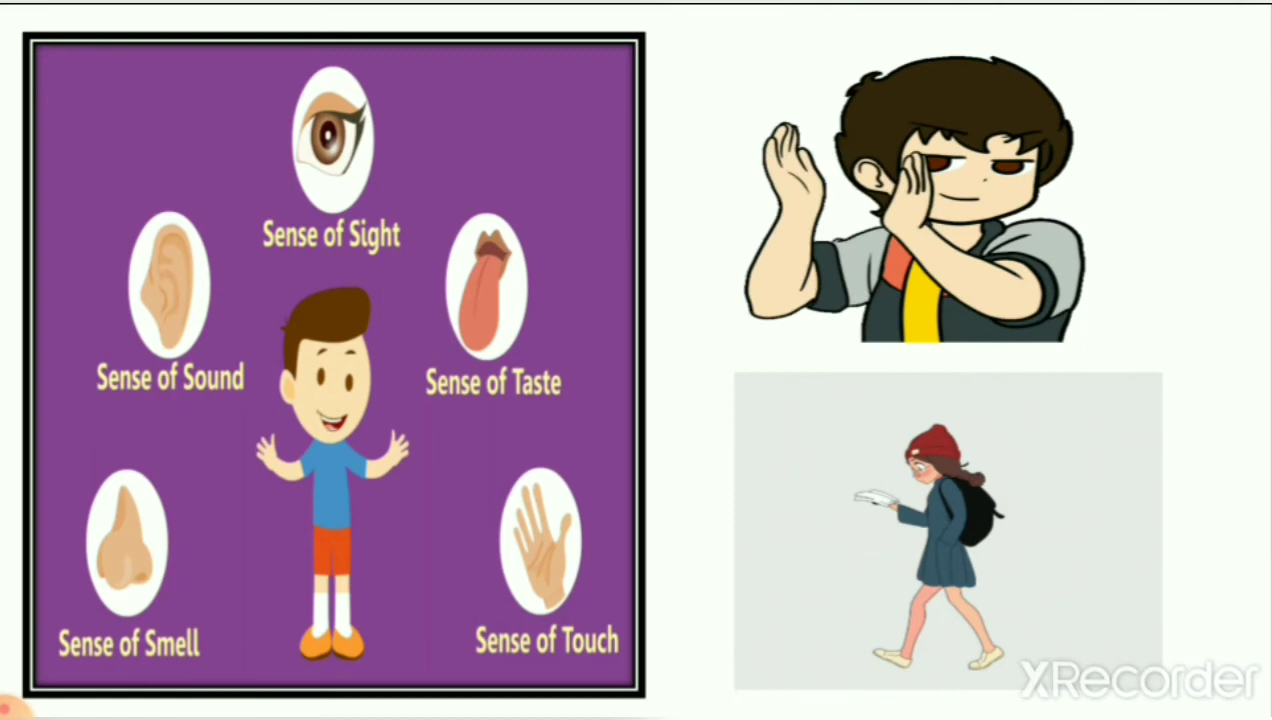 Sense of Sight
Sense of Sound
Sense of Taste
Sense of Smell
Sense of Touch
XRecorder